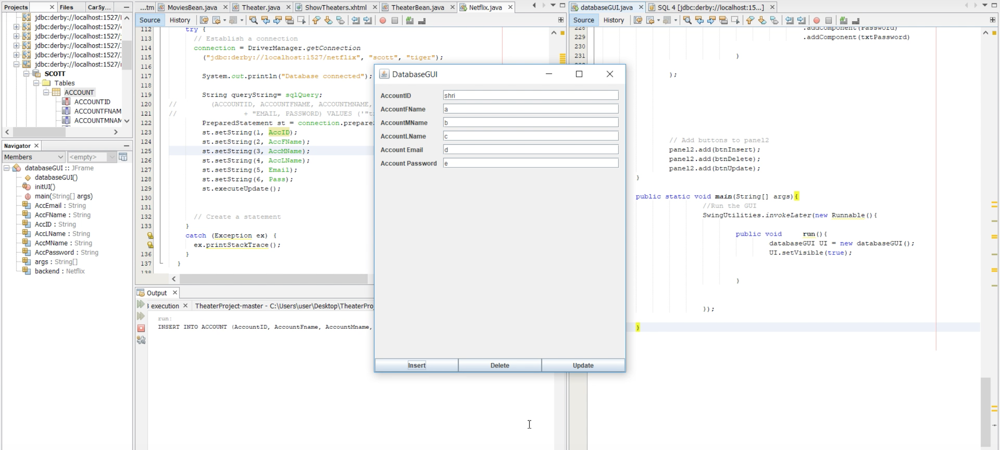 Projects
Files
CarSy...
jdbc:derby://localhost:1527/
jdbc:derby://localhost:1527/
jdbc:derby://localhost:1527/
jdbc:derby://localhost:1527/
jdbc:derby://localhost:1527/
jdbc:derby://localhost:1527/
SCOTT
Tables
ACCOUNT
ACCOUNTID
ACCOUNTFNAM
ACCOUNTMNAM
Navigator
Members
<empty>
databaseGUI :: JFrame
databaseGUI()
initUI()
main(String[] args)
AccEmail : String
AccFName : String
AccID : String
AccLName : String
AccMName : String
AccPassword : String
args : String[]
backend : Netflix
...tm
MoviesBean.java
Theater.java
ShowTheaters.xhtml
TheaterBean.java
Netflix.java
Source
History
112 try {
113 // Establish a connection
114 connection = DriverManager.getConnection
115 ("jdbc:derby://localhost:1527/netflix", "scott", "tiger");
116
117 System.out.println("Database connected");
118
119 String queryString= sqlQuery;
120 // (ACCOUNTID, ACCOUNTFNAME, ACCOUNTMNAME,
121 // + "EMAIL, PASSWORD) VALUES ('"t
122 PreparedStatement st = connection.prepare
123 st.setString(1, AccID);
124 st.setString(2, AccFName);
125 st.setString(3, AccMName);
126 st.setString(4, AccLName);
127 st.setString(5, Email);
128 st.setString(6, Pass);
129 st.executeUpdate();
130
131
132 // Create a statement
133 }
catch (Exception ex) {
ex.printStackTrace();
136 }
137 }
138
Output
execution
TheaterProject-master - C:\Users\user\Desktop\TheaterPro
run:
INSERT INTO ACCOUNT (AccountID, AccountFname, AccountMname,
DatabaseGUI
AccountID shri
AccountFName a
AccountMName b
AccountLName c
Account Email d
Account Password e
Insert
Delete
Update
databaseGUI.java
SQL 4 [jdbc:derby://localhost:15...]
Source
History
228 .addComponent(Password)
229 .addComponent(txtPassword)
230
231 )
);
// Add buttons to panel2
panel2.add(btnInsert);
panel2.add(btnDelete);
panel2.add(btnUpdate);
}
public static void main(String[] args){
//Run the GUI
SwingUtilities.invokeLater(new Runnable(){
public void run(){
databaseGUI UI = new databaseGUI();
UI.setVisible(true);
}
});
}